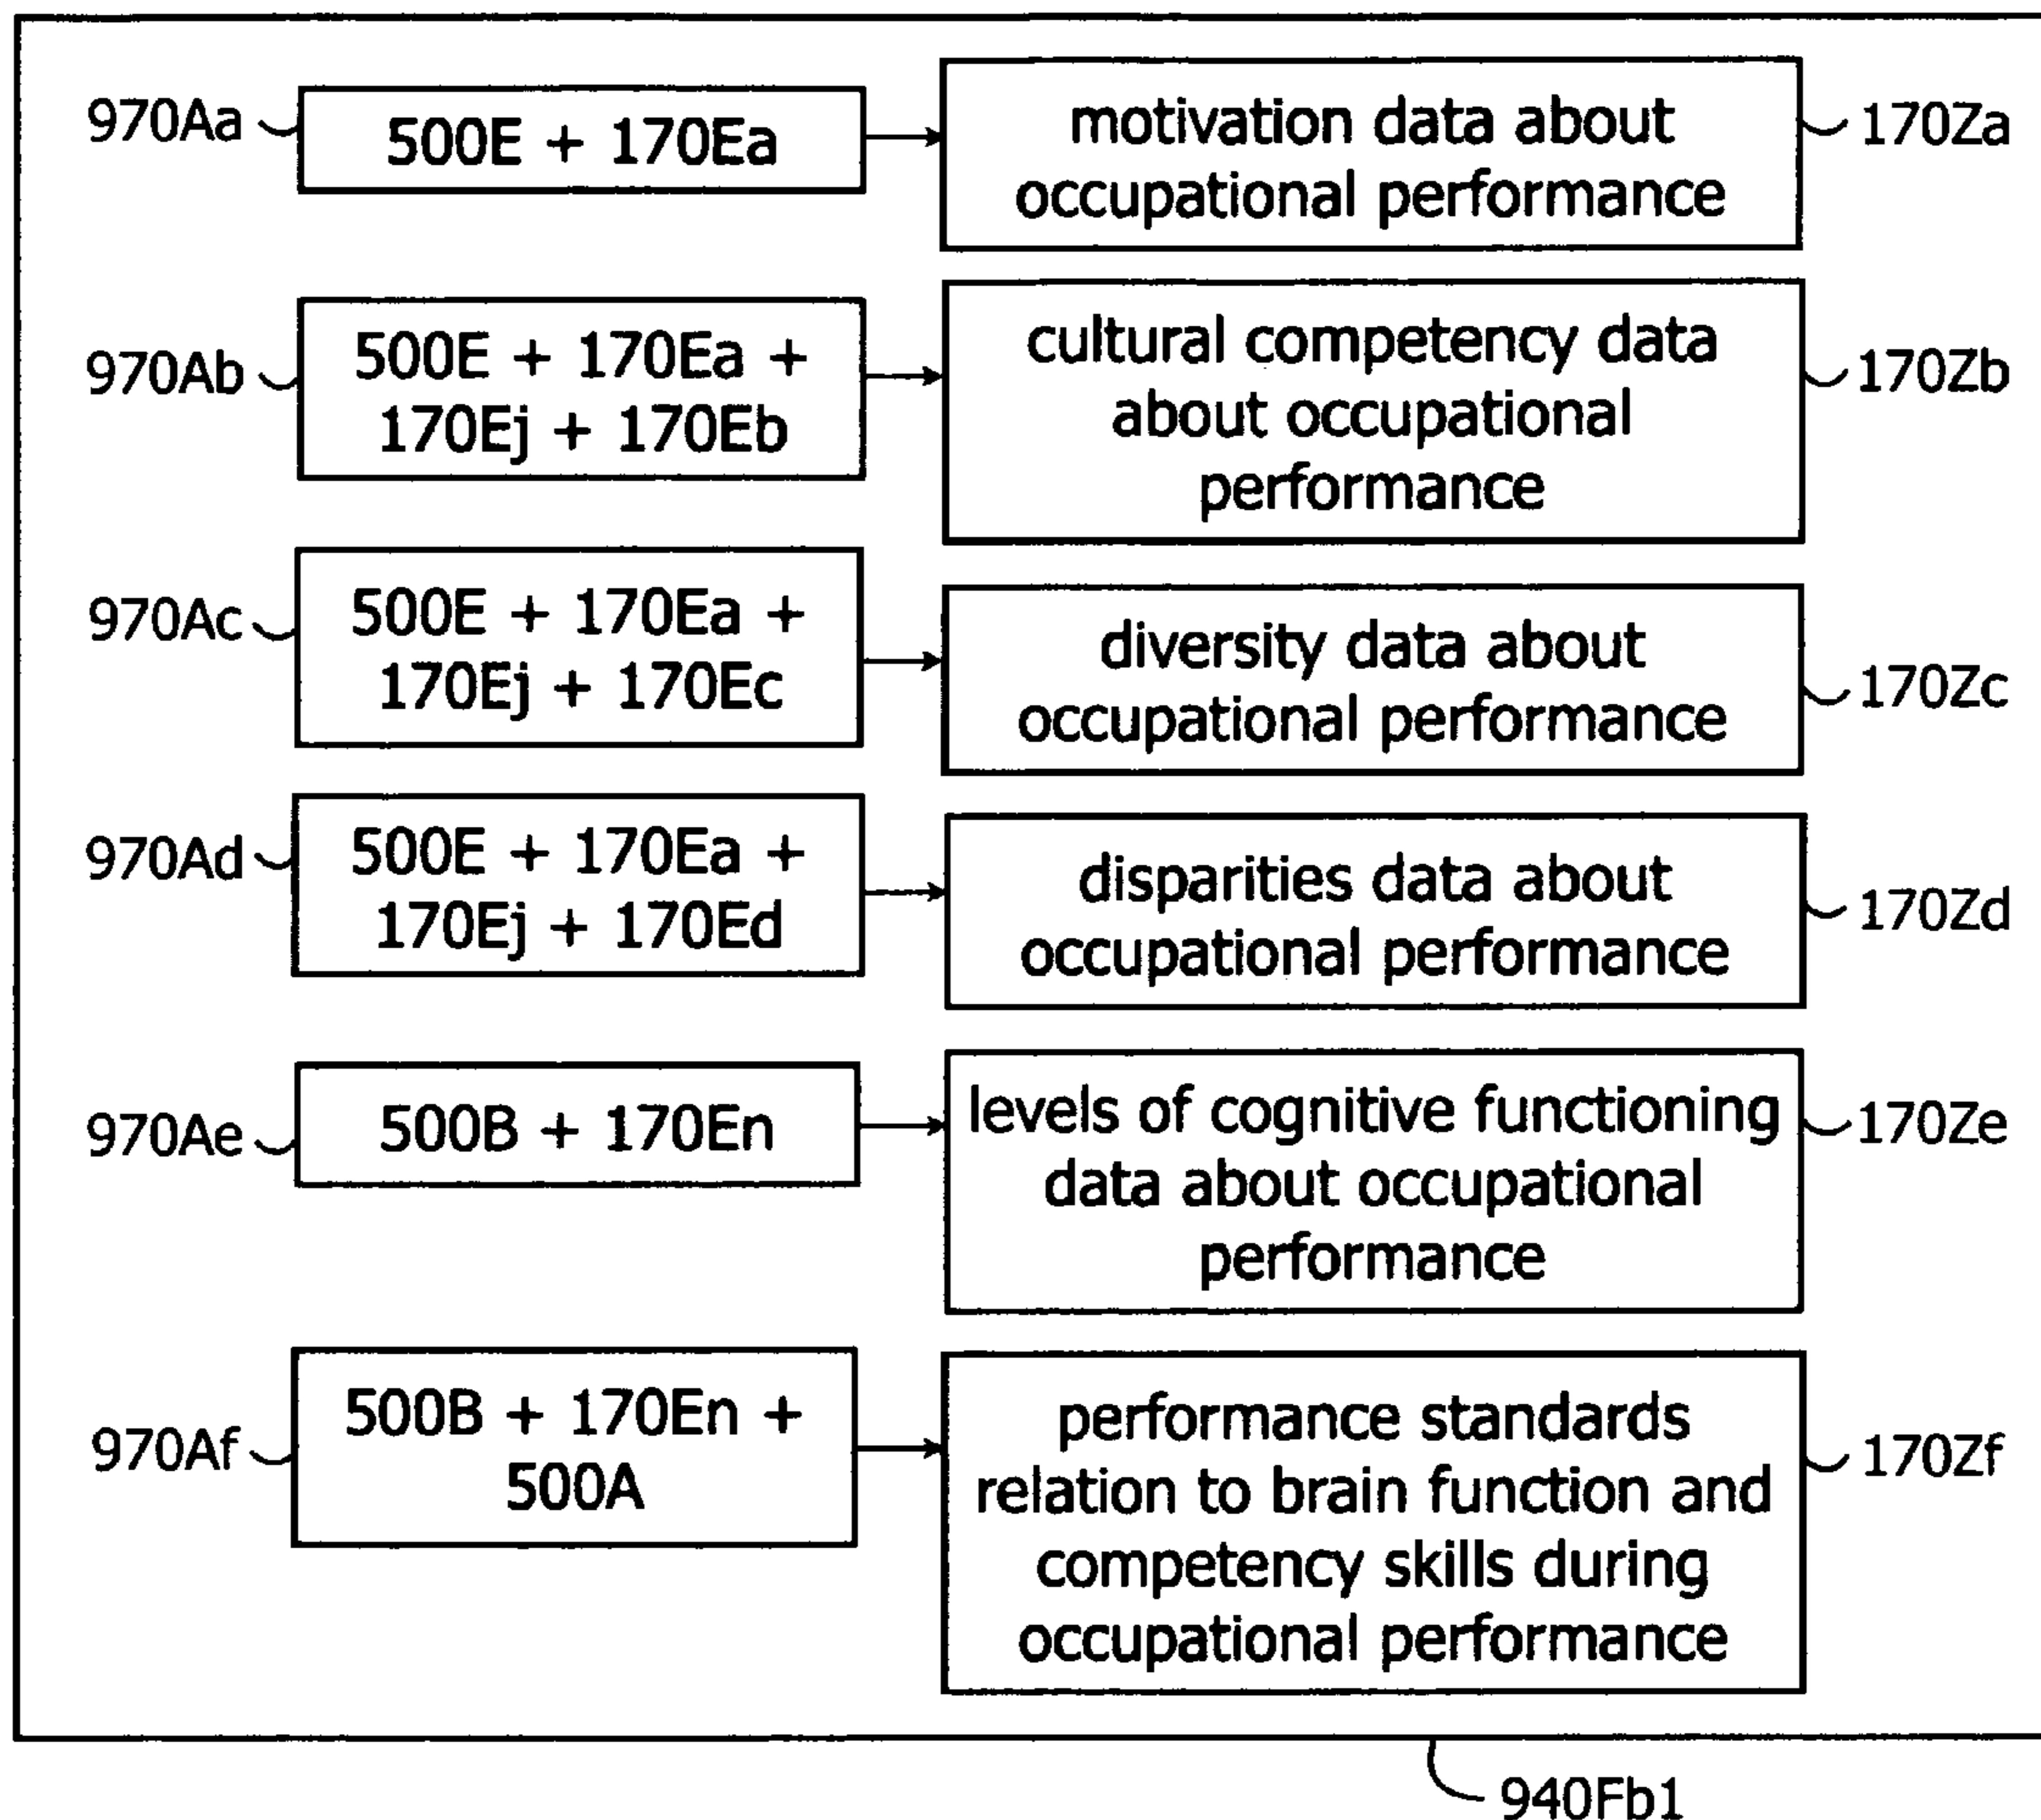 970Aa
500E + 170Ea
motivation data about
occupational performance
170Za
970Ab
500E + 170Ea +
170Ej + 170Eb
cultural competency data
about occupational
performance
170Zb
970Ac
500E + 170Ea +
170Ej + 170Ec
diversity data about
occupational performance
170Zc
970Ad
500E + 170Ea +
170Ej + 170Ed
disparities data about
occupational performance
170Zd
970Ae
500B + 170En
levels of cognitive functioning
data about occupational
performance
170Ze
970Af
500B + 170En +
500A
performance standards
relation to brain function and
competency skills during
occupational performance
170Zf
940Fb1